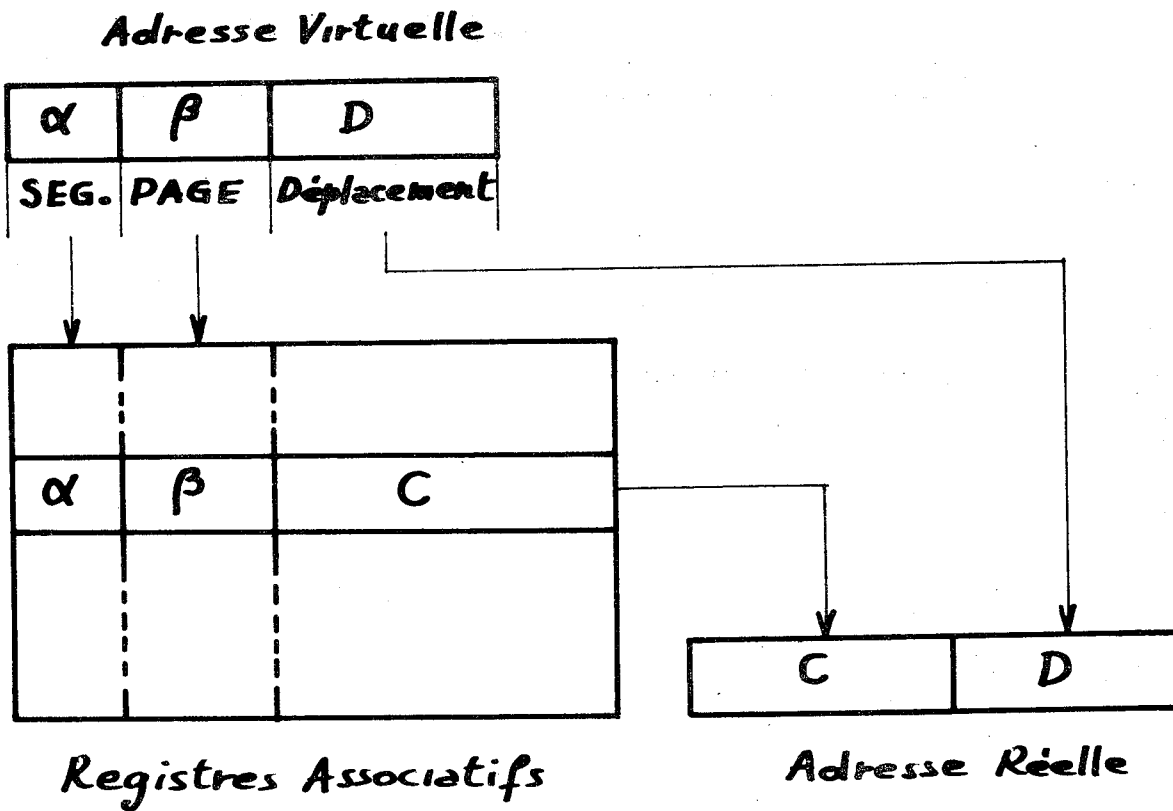 Adresse Virtuelle
α β D
SEG. PAGE Déplacement
α β C
C D
Registres Associatifs
Adresse Réelle